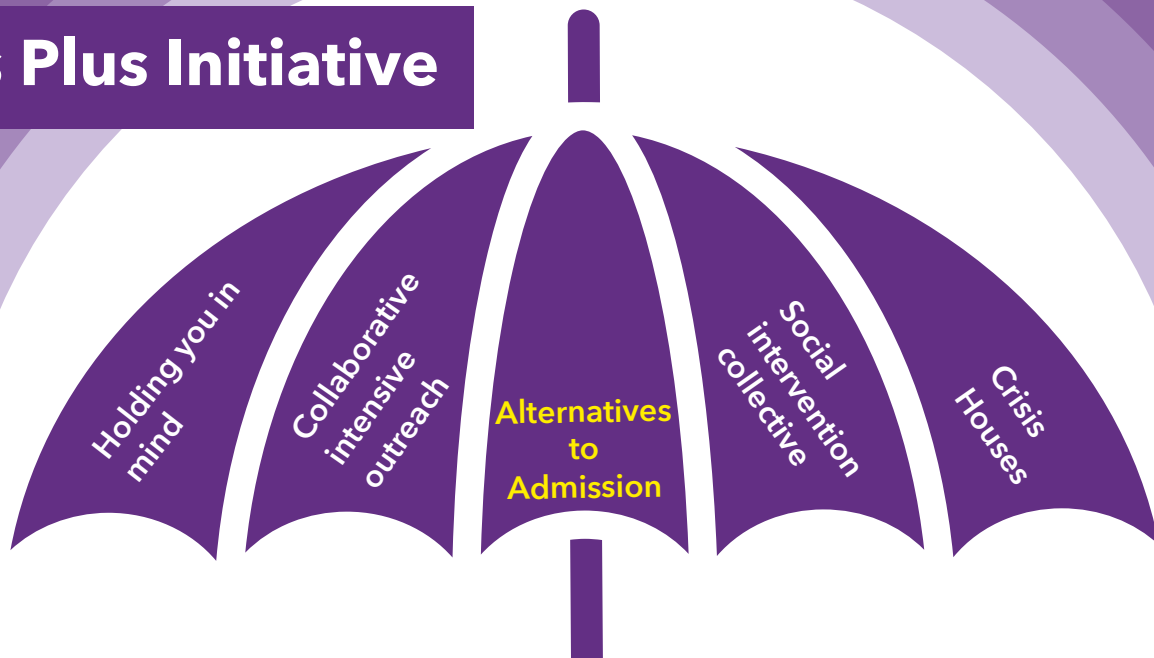 Plus Initiative
Holding you in
mind
Collaborative
intensive
outreach
Alternatives
to
Admission
Social
intervention
collective
Crisis
Houses